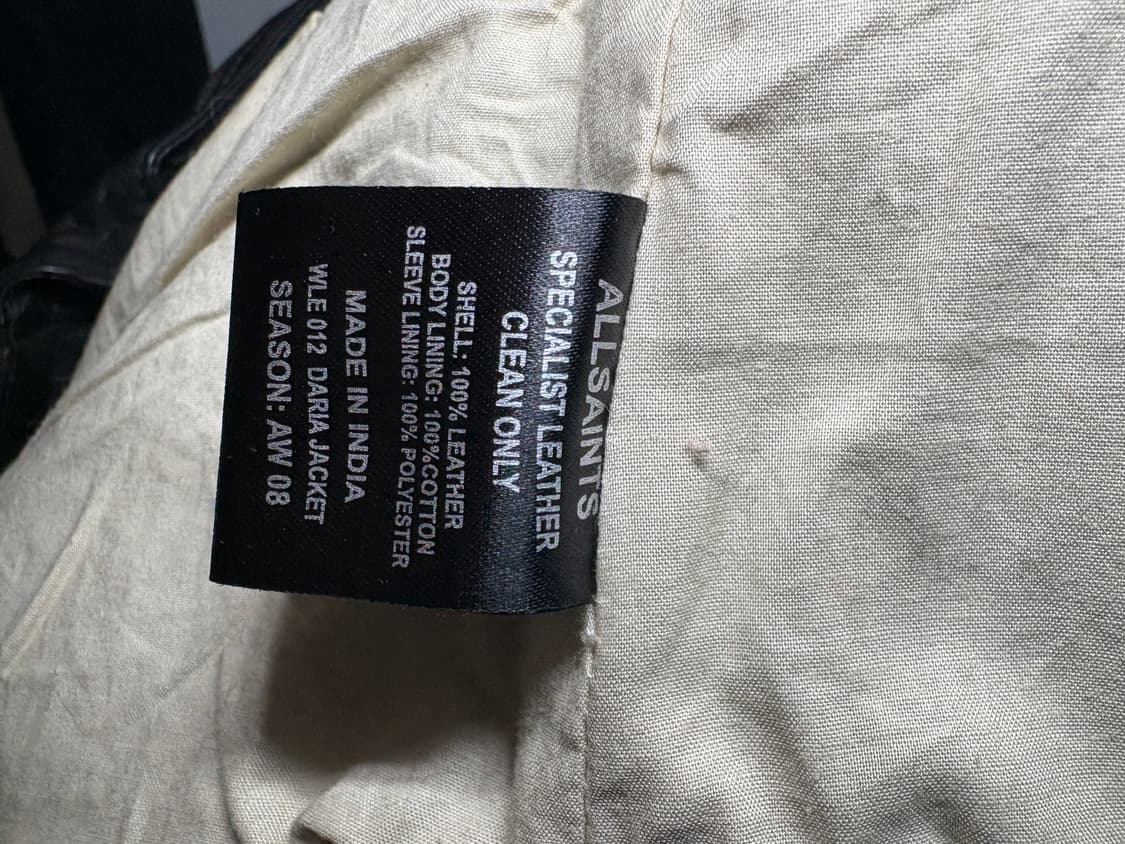 ALLSAINTS
SPECIALIST LEATHER
CLEAN ONLY
SHELL: 100% LEATHER
BODY LINING: 100%COTTON
SLEEVE LINING: 100% POLYESTER
MADE IN INDIA
WLE 012 DARIA JACKET
SEASON: AW 08